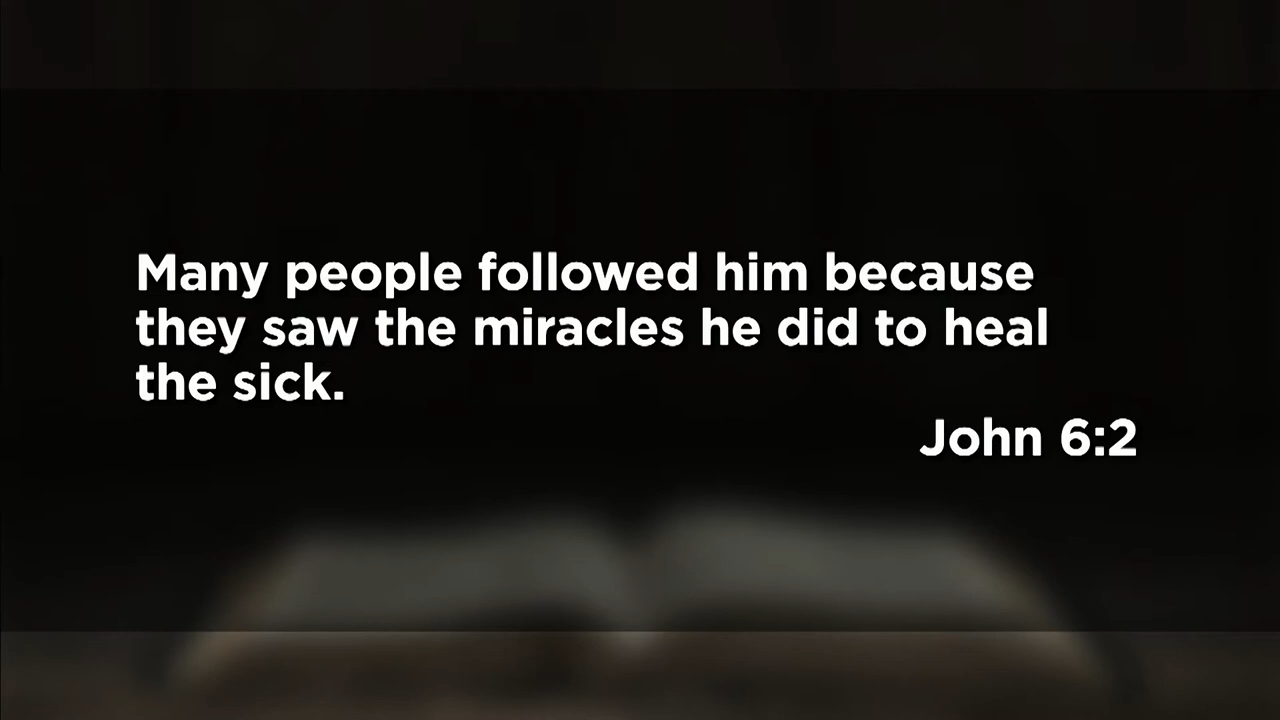 Many people followed him because
they saw the miracles he did to heal
the sick.
John 6:2